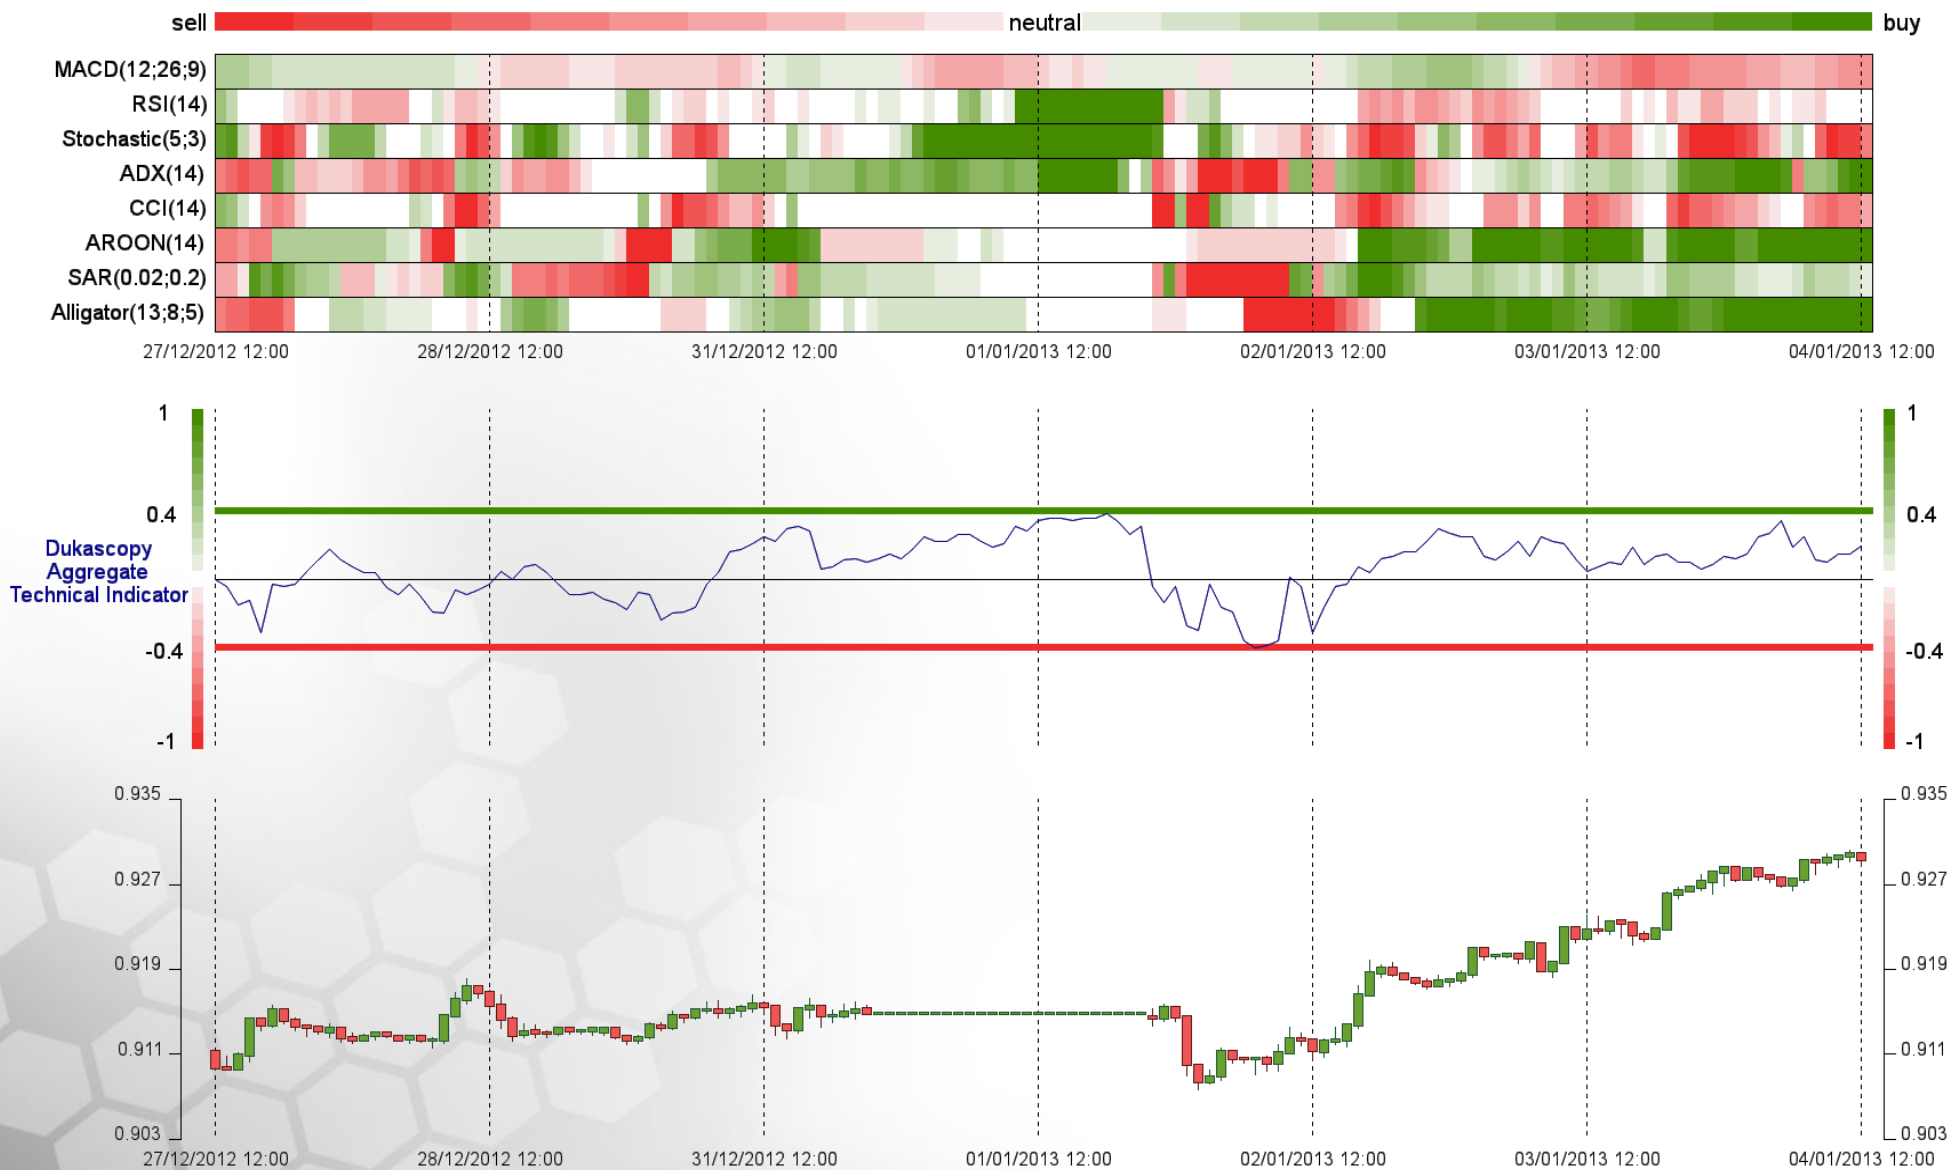 sell neutral buy
MACD(12;26;9)
RSI(14)
Stochastic(5;3)
ADX(14)
CCI(14)
AROON(14)
SAR(0.02;0.2)
Alligator(13;8;5)
27/12/2012 12:00 28/12/2012 12:00 31/12/2012 12:00 01/01/2013 12:00 02/01/2013 12:00 03/01/2013 12:00 04/01/2013 12:00
1 1
0.4 0.4
Dukascopy
Aggregate
Technical Indicator
-0.4 -0.4
-1 -1
0.935 0.935
0.927 0.927
0.919 0.919
0.911 0.911
0.903 0.903
27/12/2012 12:00 28/12/2012 12:00 31/12/2012 12:00 01/01/2013 12:00 02/01/2013 12:00 03/01/2013 12:00 04/01/2013 12:00